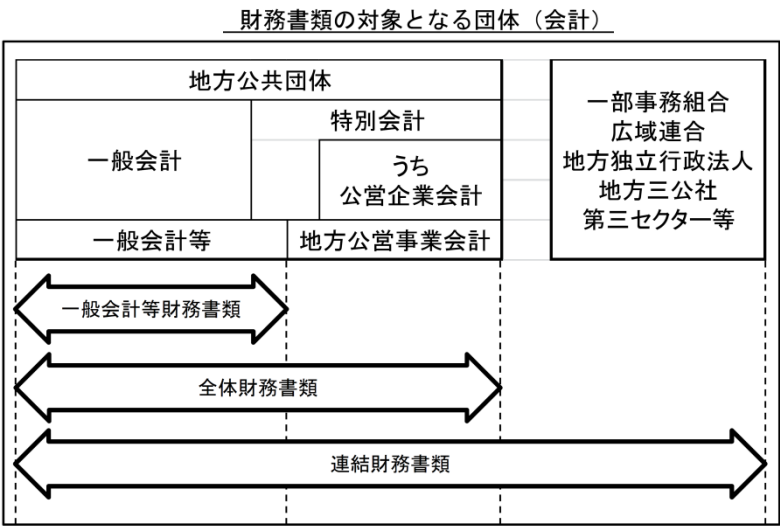 財務書類の対象となる団体（会計）
地方公共団体
一般会計
特別会計
うち
公営企業会計
一般会計等
地方公営事業会計
一部事務組合
広域連合
地方独立行政法人
地方三公社
第三セクター等
一般会計等財務書類
全体財務書類
連結財務書類